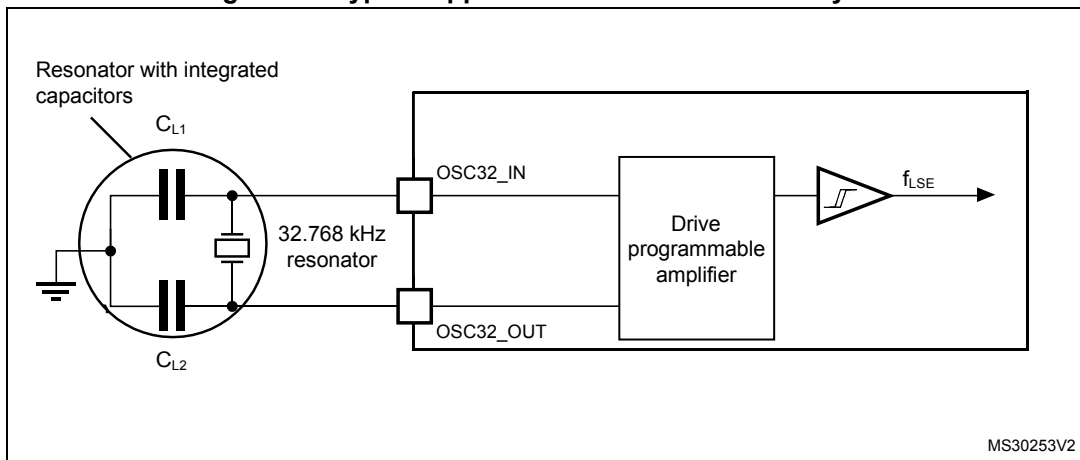 Resonator with integrated
capacitors
CL1
OSC32_IN
fLSE
32.768 kHz
resonator
Drive
programmable
amplifier
OSC32_OUT
CL2
MS30253V2